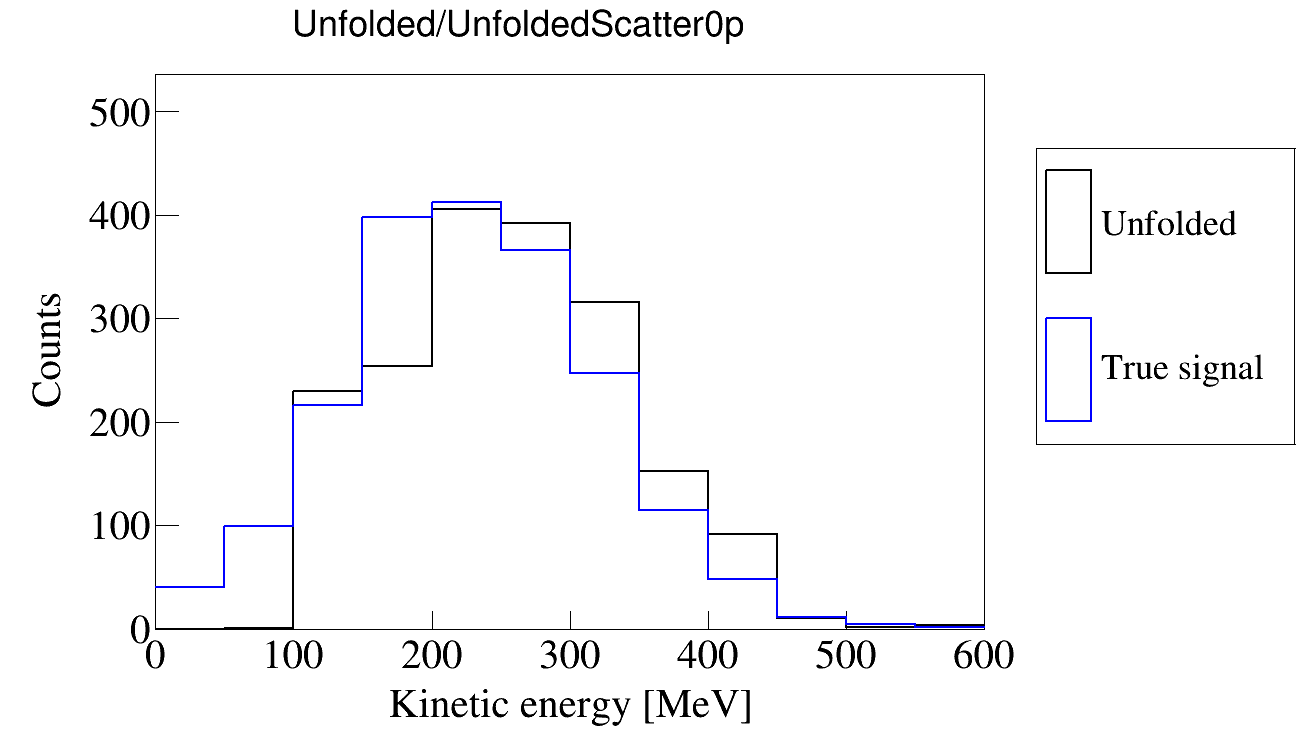 Unfolded/UnfoldedScatter0p
500
400
300
200
100
0
Counts
0 100 200 300 400 500 600
Kinetic energy [MeV]
Unfolded
True signal